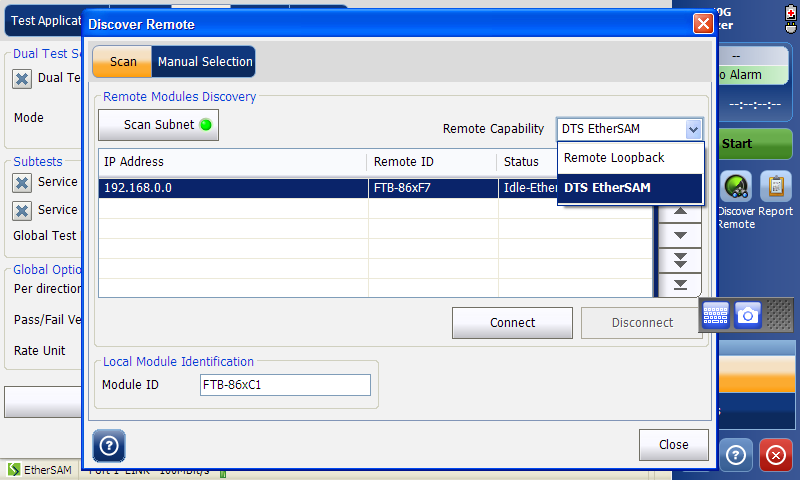 Test Applicat
Discover Remote
0G
zer
Scan
Manual Selection
Dual Test Se
Dual Te
Mode
Remote Modules Discovery
Scan Subnet
Remote Capability
DTS EtherSAM
Remote Loopback
DTS EtherSAM
IP Address
Remote ID
Status
192.168.0.0
FTB-86xF7
Idle-Ether
--
o Alarm
--:--:--:--
Start
Discover
Remote
Report
Subtests
Service
Service
Global Test
Global Optio
Per direction
Pass/Fail Ve
Rate Unit
Connect
Disconnect
Local Module Identification
Module ID
FTB-86xC1
s
?
Close
?
EtherSAM
Port 1 LINK 100Mbit/s